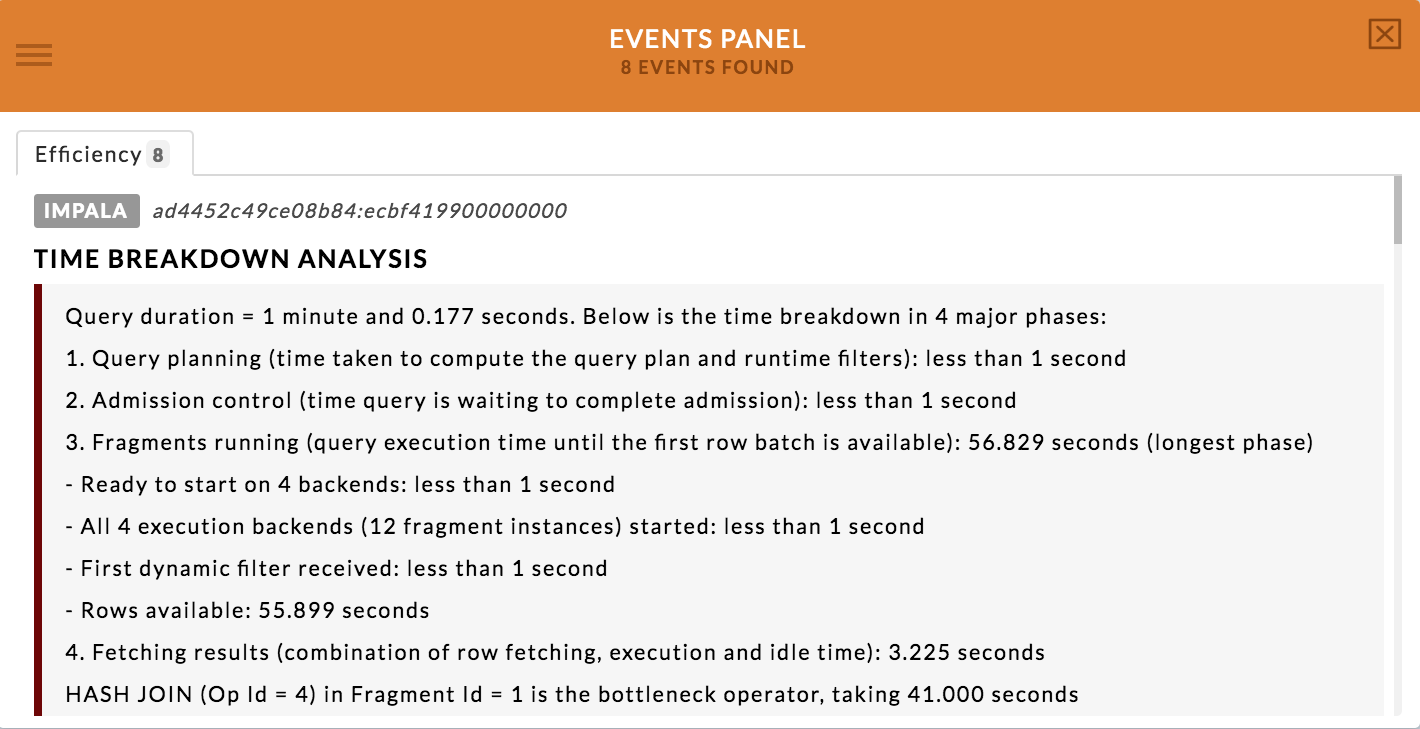 EVENTS PANEL
8 EVENTS FOUND
Efficiency 8
IMPALA ad4452c49ce08b84:ecbf419900000000
TIME BREAKDOWN ANALYSIS
Query duration = 1 minute and 0.177 seconds. Below is the time breakdown in 4 major phases:
1. Query planning (time taken to compute the query plan and runtime filters): less than 1 second
2. Admission control (time query is waiting to complete admission): less than 1 second
3. Fragments running (query execution time until the first row batch is available): 56.829 seconds (longest phase)
- Ready to start on 4 backends: less than 1 second
- All 4 execution backends (12 fragment instances) started: less than 1 second
- First dynamic filter received: less than 1 second
- Rows available: 55.899 seconds
4. Fetching results (combination of row fetching, execution and idle time): 3.225 seconds
HASH JOIN (Op Id = 4) in Fragment Id = 1 is the bottleneck operator, taking 41.000 seconds